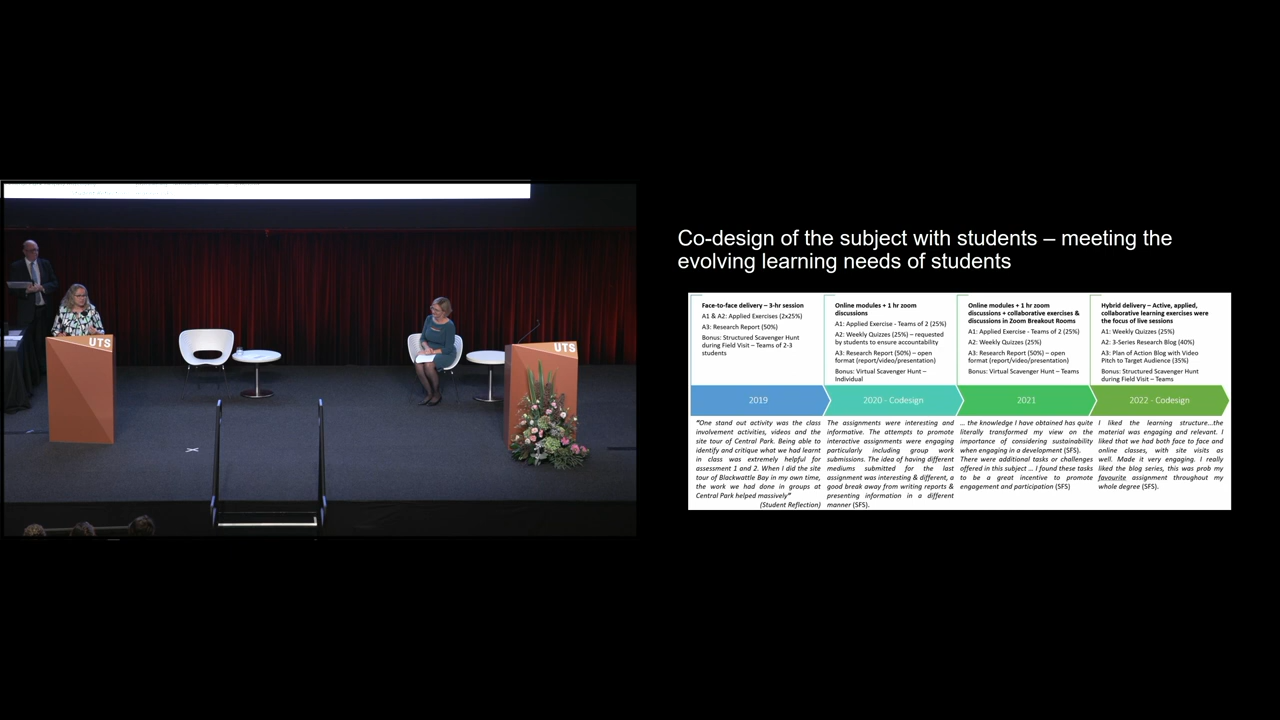 UTS
UTS
Co-design of the subject with students – meeting the
evolving learning needs of students
Face-to-face delivery – 3-hr session
A1 & A2: Applied Exercises (2x25%)
A3: Research Report (50%)
Bonus: Structured Scavenger Hunt
during Field Visit – Teams of 2-3
students
Online modules + 1 hr zoom
discussions
A1: Applied Exercise - Teams of 2 (25%)
A2: Weekly Quizzes (25%) – requested
by students to ensure accountability
A3: Research Report (50%) – open
format (report/video/presentation)
Bonus: Virtual Scavenger Hunt –
Individual
Online modules + 1 hr zoom
discussions + collaborative exercises &
discussions in Zoom Breakout Rooms
A1: Applied Exercise - Teams of 2 (25%)
A2: Weekly Quizzes (25%)
A3: Research Report (50%) – open
format (report/video/presentation)
Bonus: Virtual Scavenger Hunt – Teams
Hybrid delivery – Active, applied,
collaborative learning exercises were
the focus of live sessions
A1: Weekly Quizzes (25%)
A2: 3-Series Research Blog (40%)
A3: Plan of Action Blog with Video
Pitch to Target Audience (35%)
Bonus: Structured Scavenger Hunt
during Field Visit – Teams
2019
2020 - Codesign
2021
2022 - Codesign
"One stand out activity was the class
involvement activities, videos and the
site tour of Central Park. Being able to
identify and critique what we had learnt
in class was extremely helpful for
assessment 1 and 2. When I did the site
tour of Blackwattle Bay in my own time,
the work we had done in groups at
Central Park helped massively"
(Student Reflection)
The assignments were interesting and
informative. The attempts to promote
interactive assignments were engaging
particularly including group work
submissions. The idea of having different
mediums submitted for the last
assignment was interesting & different, a
good break away from writing reports &
presenting information in a different
manner (SFS).
... the knowledge I have obtained has quite
literally transformed my view on the
importance of considering sustainability
when engaging in a development (SFS).
There were additional tasks or challenges
offered in this subject ... I found these tasks
to be a great incentive to promote
engagement and participation (SFS)
I liked the learning structure...the
material was engaging and relevant. I
liked that we had both face to face and
online classes, with site visits as
well. Made it very engaging. I really
liked the blog series, this was prob my
favourite assignment throughout my
whole degree (SFS).